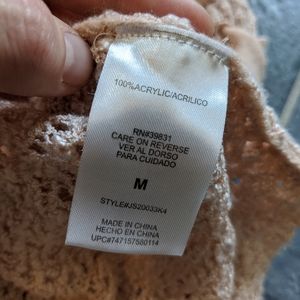 100%ACRYLIC/ACRILICO
RN#39831
CARE ON REVERSE
VER AL DORSO
PARA CUIDADO
M
STYLE#JS20033K4
MADE IN CHINA
HECHO EN CHINA
UPC#747157580114